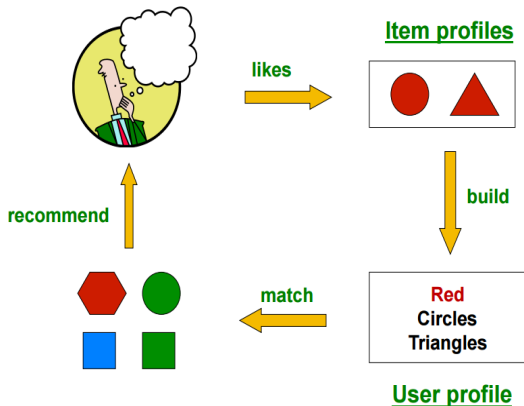 Item profiles
likes
build
recommend
match
Red
Circles
Triangles
User profile